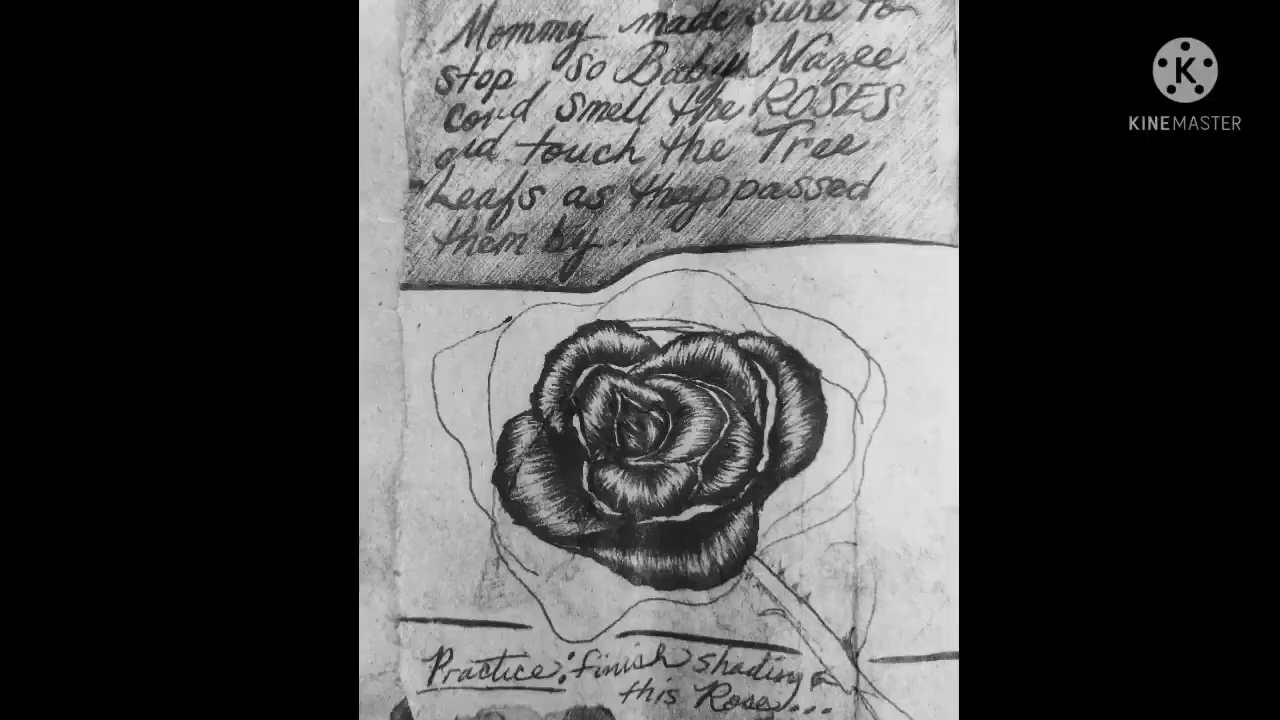 Mommy made sure to
stop so Baby Nazee
could smell the ROSES
and touch the Tree
Leafs as they passed
them by...
Practice: finish shading
this Rose...
K
KINEMASTER